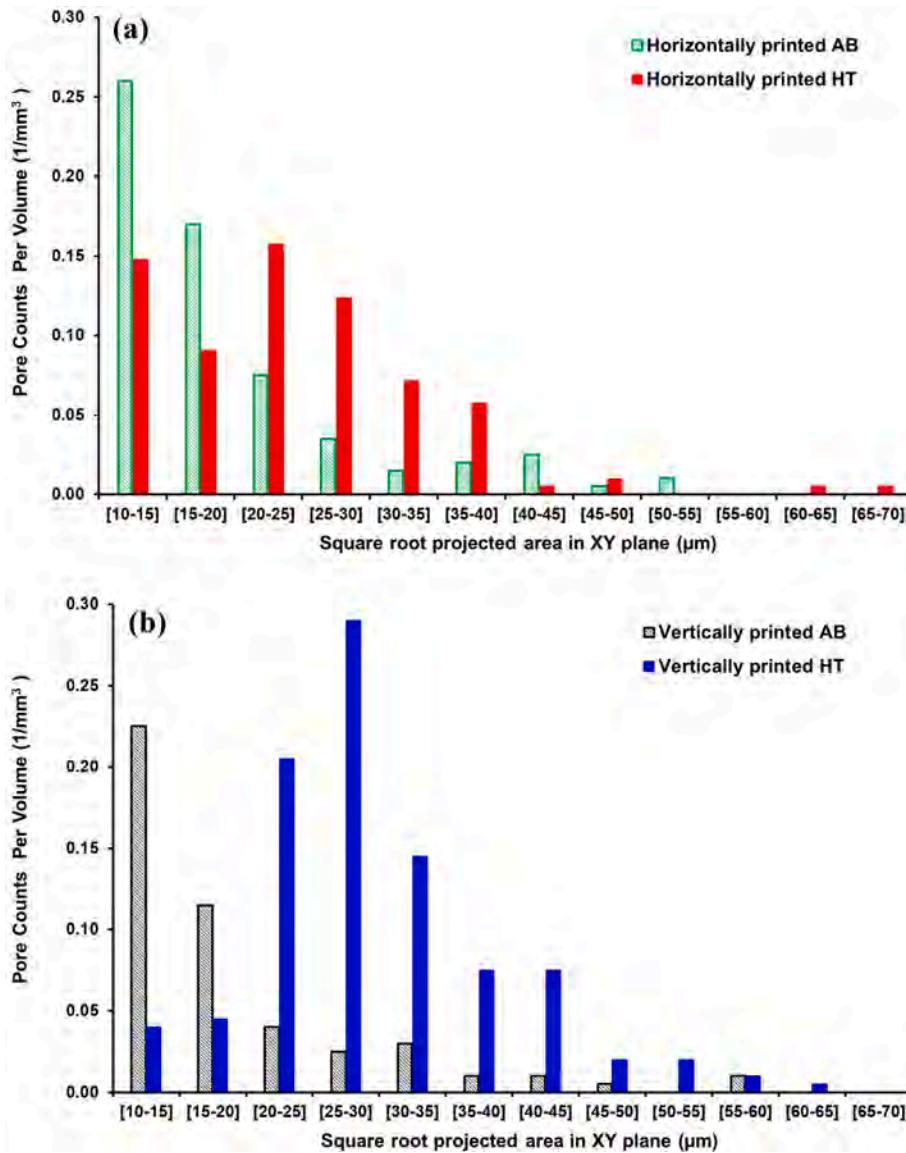 (a)
0.30
0.25
0.20
0.15
0.10
0.05
0.00
Pore Counts Per Volume (1/mm³)
Horizontally printed AB
Horizontally printed HT
[10-15] [15-20] [20-25] [25-30] [30-35] [35-40] [40-45] [45-50] [50-55] [55-60] [60-65] [65-70]
Square root projected area in XY plane (µm)
(b)
0.30
0.25
0.20
0.15
0.10
0.05
0.00
Pore Counts Per Volume (1/mm³)
Vertically printed AB
Vertically printed HT
[10-15] [15-20] [20-25] [25-30] [30-35] [35-40] [40-45] [45-50] [50-55] [55-60] [60-65] [65-70]
Square root projected area in XY plane (µm)